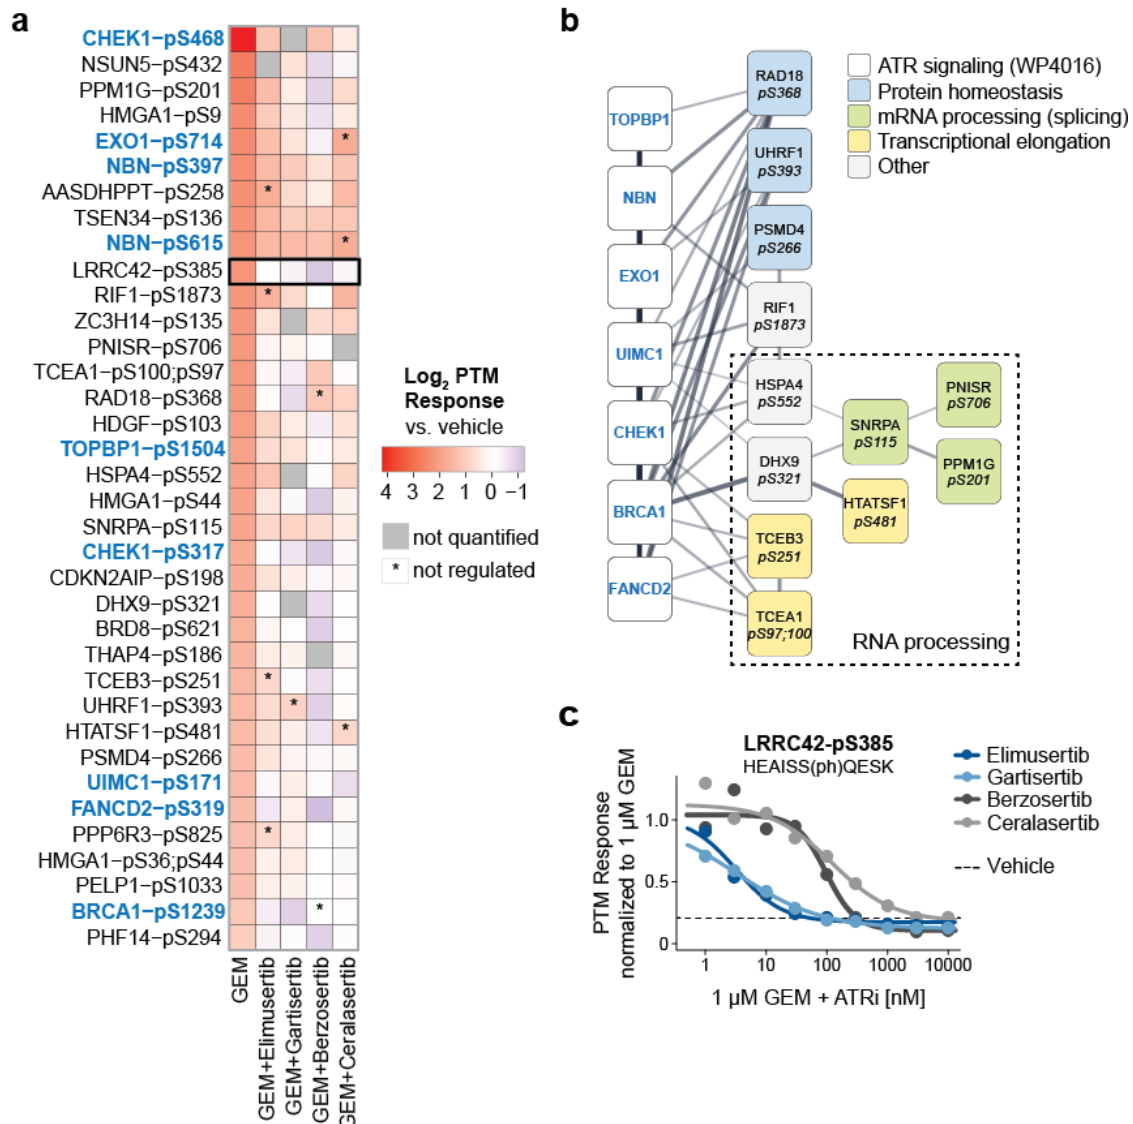 a
CHEK1–pS468
NSUN5–pS432
PPM1G–pS201
HMGA1–pS9
EXO1–pS714
*
NBN–pS397
AASDHPPT–pS258
*
TSEN34–pS136
NBN–pS615
*
LRRC42–pS385
RIF1–pS1873
*
ZC3H14–pS135
PNISR–pS706
TCEA1–pS100;pS97
RAD18–pS368
*
HDGF–pS103
TOPBP1–pS1504
HSPA4–pS552
HMGA1–pS44
SNRPA–pS115
CHEK1–pS317
CDKN2AIP–pS198
DHX9–pS321
BRD8–pS621
THAP4–pS186
TCEB3–pS251
*
UHRF1–pS393
*
HTATSF1–pS481
*
PSMD4–pS266
UIMC1–pS171
FANCD2–pS319
PPP6R3–pS825
*
HMGA1–pS36;pS44
PELP1–pS1033
BRCA1–pS1239
*
PHF14–pS294
GEM
GEM+Elimusertib
GEM+Gartisertib
GEM+Berzosertib
GEM+Ceralasertib
Log2 PTM
Response
vs. vehicle
4 3 2 1 0 −1
not quantified
* not regulated
b
TOPBP1
NBN
EXO1
UIMC1
CHEK1
BRCA1
FANCD2
RAD18
pS368
UHRF1
pS393
PSMD4
pS266
RIF1
pS1873
HSPA4
pS552
DHX9
pS321
TCEB3
pS251
TCEA1
pS97;100
SNRPA
pS115
HTATSF1
pS481
PNISR
pS706
PPM1G
pS201
RNA processing
ATR signaling (WP4016)
Protein homeostasis
mRNA processing (splicing)
Transcriptional elongation
Other
c
LRRC42-pS385
HEAISS(ph)QESK
PTM Response
normalized to 1 µM GEM
1.0
0.5
0
1 10 100 1000 10000
1 µM GEM + ATRi [nM]
Elimusertib
Gartisertib
Berzosertib
Ceralasertib
Vehicle